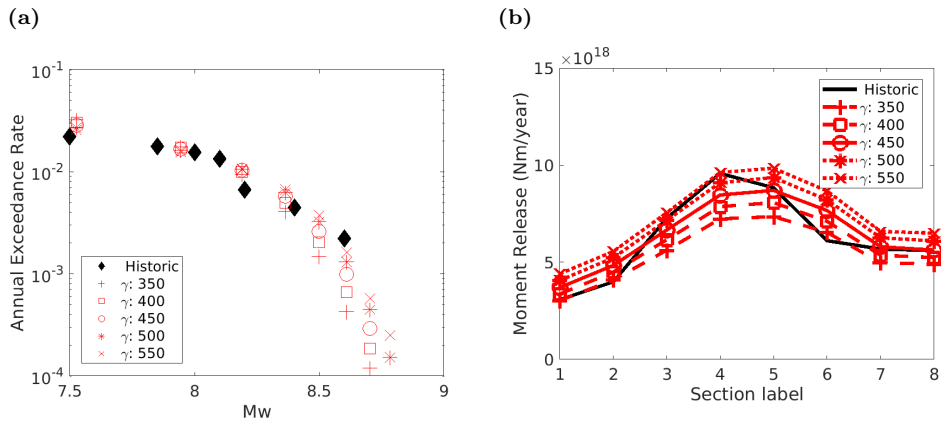 (a)
(b)
10^-1
10^-2
10^-3
10^-4
Annual Exceedance Rate
Historic
γ: 350
γ: 400
γ: 450
γ: 500
γ: 550
7.5
8
8.5
9
Mw
×10^18
15
10
5
0
Moment Release (Nm/year)
Historic
γ: 350
γ: 400
γ: 450
γ: 500
γ: 550
1
2
3
4
5
6
7
8
Section label